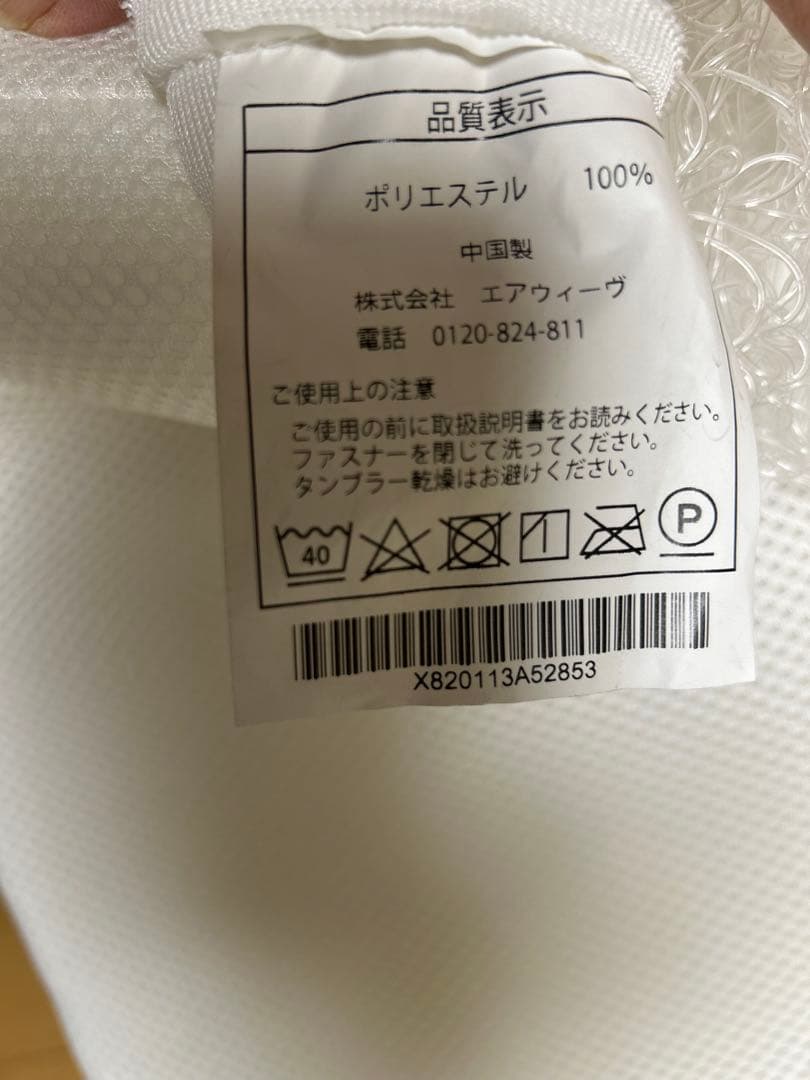 品質表示
ポリエステル 100%
中国製
株式会社 エアウィーヴ
電話 0120-824-811
ご使用上の注意
ご使用の前に取扱説明書をお読みください。
ファスナーを閉じて洗ってください。
タンブラー乾燥はお避けください。
40
P
X820113A52853